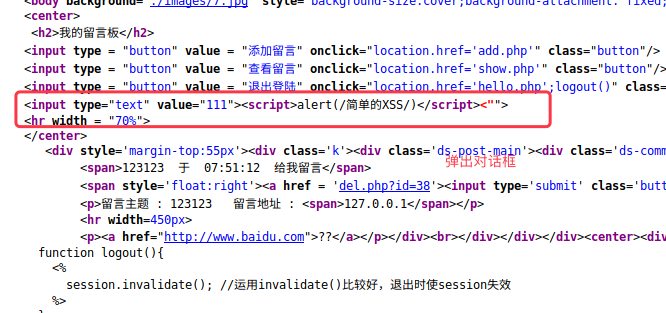 <body background="./images/7.jpg" style="background-size:cover;background-attachment: fixed;
<center>
<h2>我的留言板</h2>
<input type = "button" value = "添加留言" onclick="location.href='add.php'" class="button"/>
<input type = "button" value = "查看留言" onclick="location.href='show.php'" class="button"/>
<input type = "button" value = "退出登陆" onclick="location.href='hello.php';logout()" class=
<input type="text" value="111"><script>alert(/简单的XSS/)</script><"">
<hr width = "70%">
</center>
<div style='margin-top:55px'><div class='k'><div class='ds-post-main'><div class='ds-comm
弹出对话框
<span>123123 于 07:51:12 给我留言</span>
<span style='float:right'><a href = 'del.php?id=38'><input type='submit' class='but
<p>留言主题 : 123123 留言地址 : <span>127.0.0.1</span></p>
<hr width=450px>
<p><a href="http://www.baidu.com">??</a></p></div><br></div></div></div><center><div
function logout(){
<%
session.invalidate(); //运用invalidate()比较好，退出时使session失效
%>